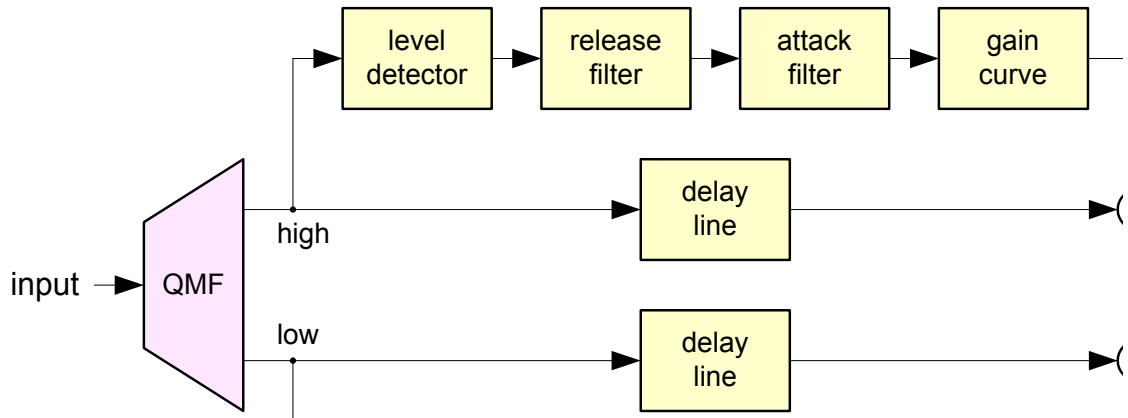 level
detector
release
filter
attack
filter
gain
curve
delay
line
high
input
QMF
low
delay
line